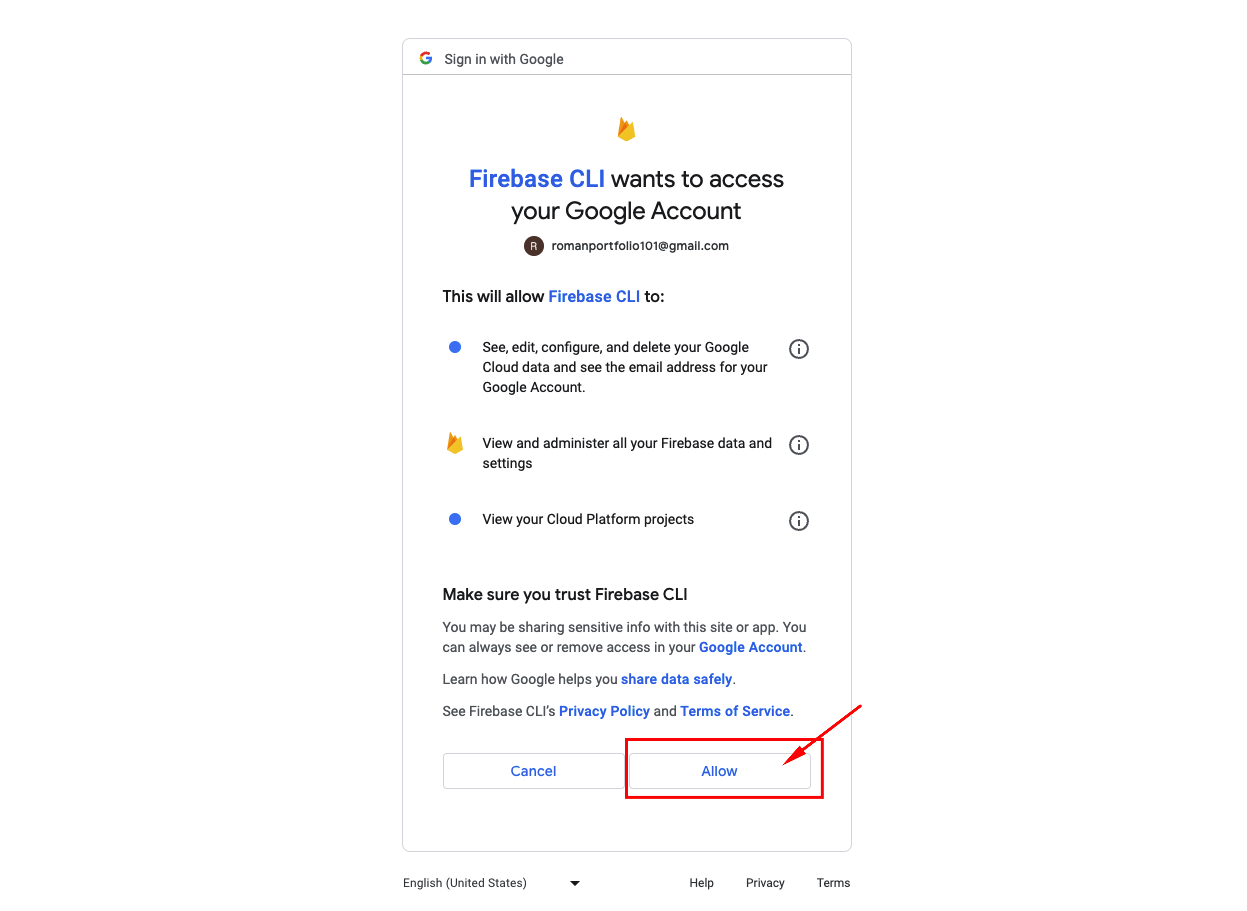 Sign in with Google
Firebase CLI wants to access
your Google Account
R romanportfolio101@gmail.com
This will allow Firebase CLI to:
See, edit, configure, and delete your Google
Cloud data and see the email address for your
Google Account.
View and administer all your Firebase data and
settings
View your Cloud Platform projects
Make sure you trust Firebase CLI
You may be sharing sensitive info with this site or app. You
can always see or remove access in your Google Account.
Learn how Google helps you share data safely.
See Firebase CLI’s Privacy Policy and Terms of Service.
Cancel Allow
English (United States) Help Privacy Terms